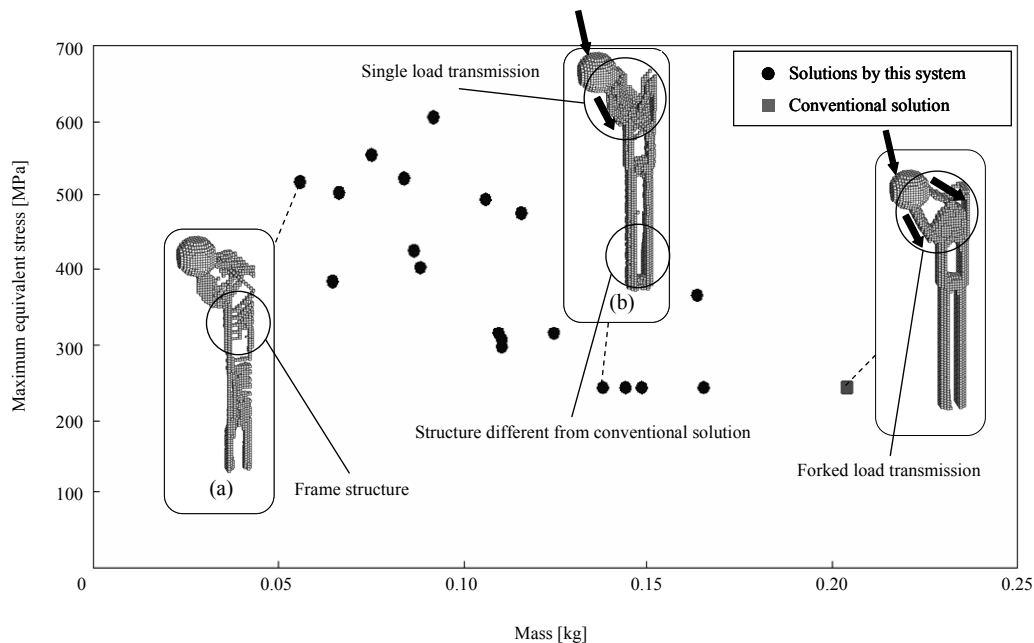 700
600
500
400
300
200
100
0
0.05
0.10
0.15
0.20
0.25
Maximum equivalent stress [MPa]
Mass [kg]
Single load transmission
Solutions by this system
Conventional solution
(a)
(b)
Frame structure
Structure different from conventional solution
Forked load transmission